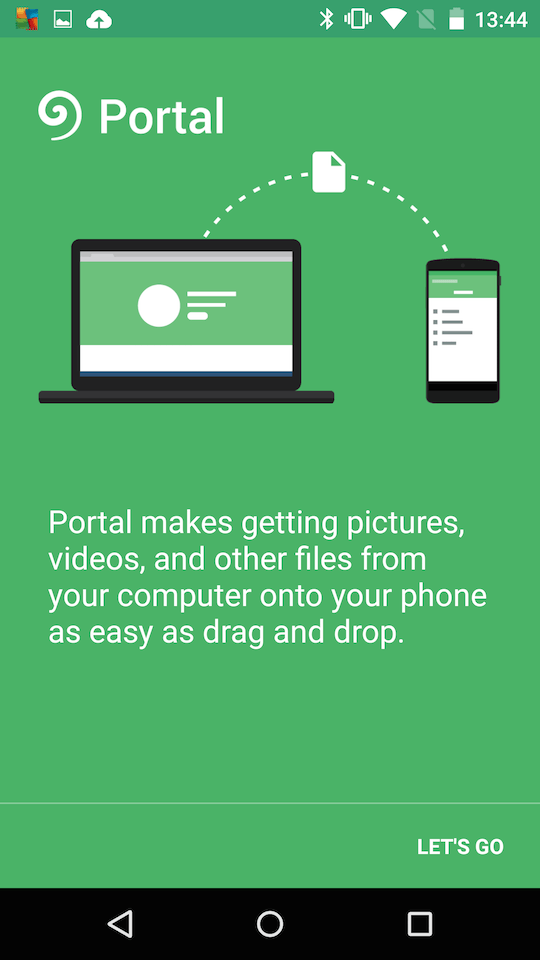 13:44
Portal
Portal makes getting pictures,
videos, and other files from
your computer onto your phone
as easy as drag and drop.
LET'S GO